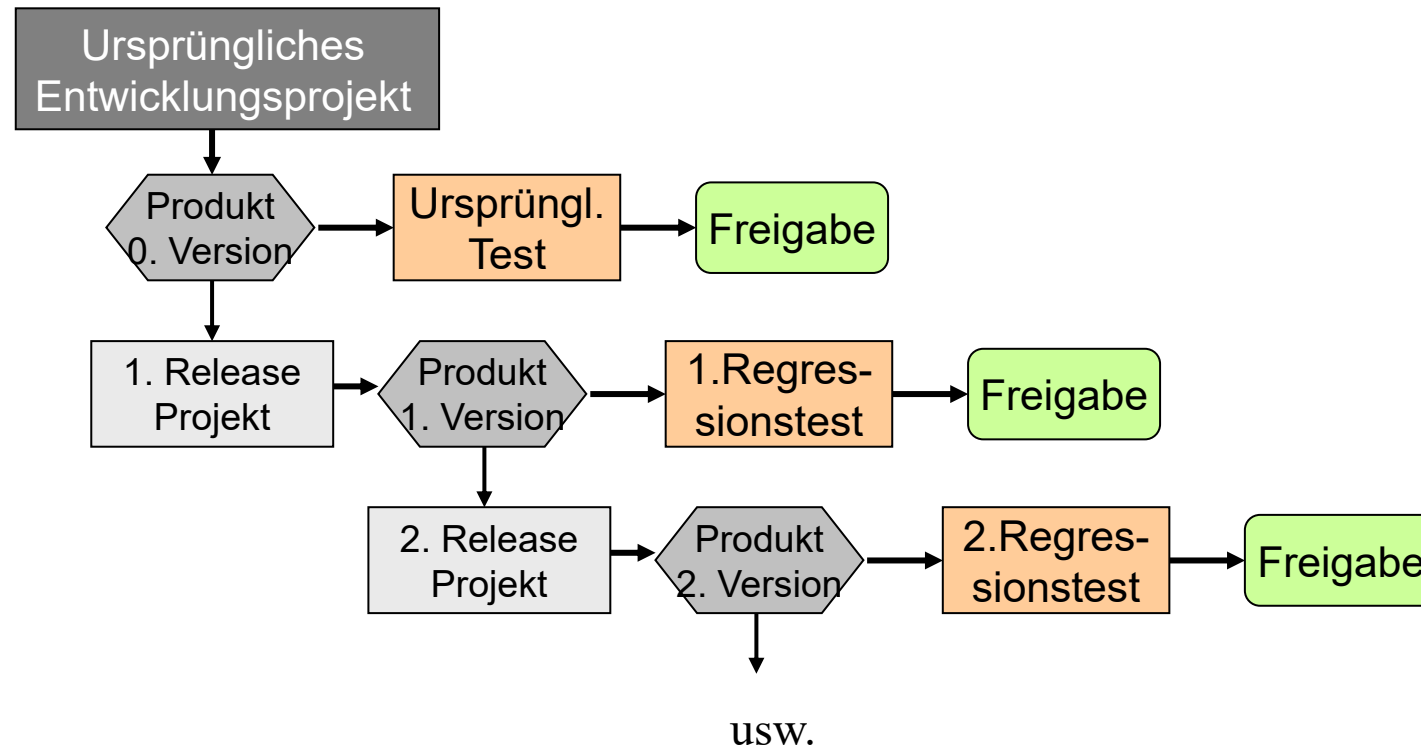 Ursprüngliches
Entwicklungsprojekt
Produkt
0. Version
Ursprüngl.
Test
Freigabe
1. Release
Projekt
Produkt
1. Version
1.Regres-
sionstest
Freigabe
2. Release
Projekt
Produkt
2. Version
2.Regres-
sionstest
Freigabe
usw.